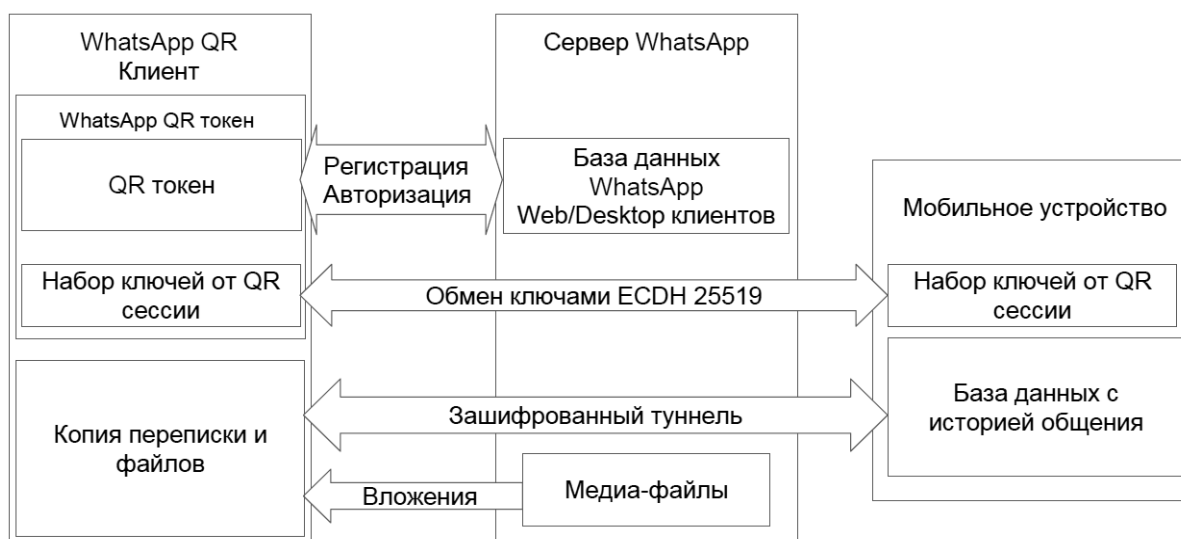 WhatsApp QR
Клиент
WhatsApp QR токен
QR токен
Набор ключей от QR
сессии
Копия переписки и
файлов
Регистрация
Авторизация
Обмен ключами ECDH 25519
Зашифрованный туннель
Вложения
Сервер WhatsApp
База данных
WhatsApp
Web/Desktop клиентов
Медиа-файлы
Мобильное устройство
Набор ключей от QR
сессии
База данных с
историей общения